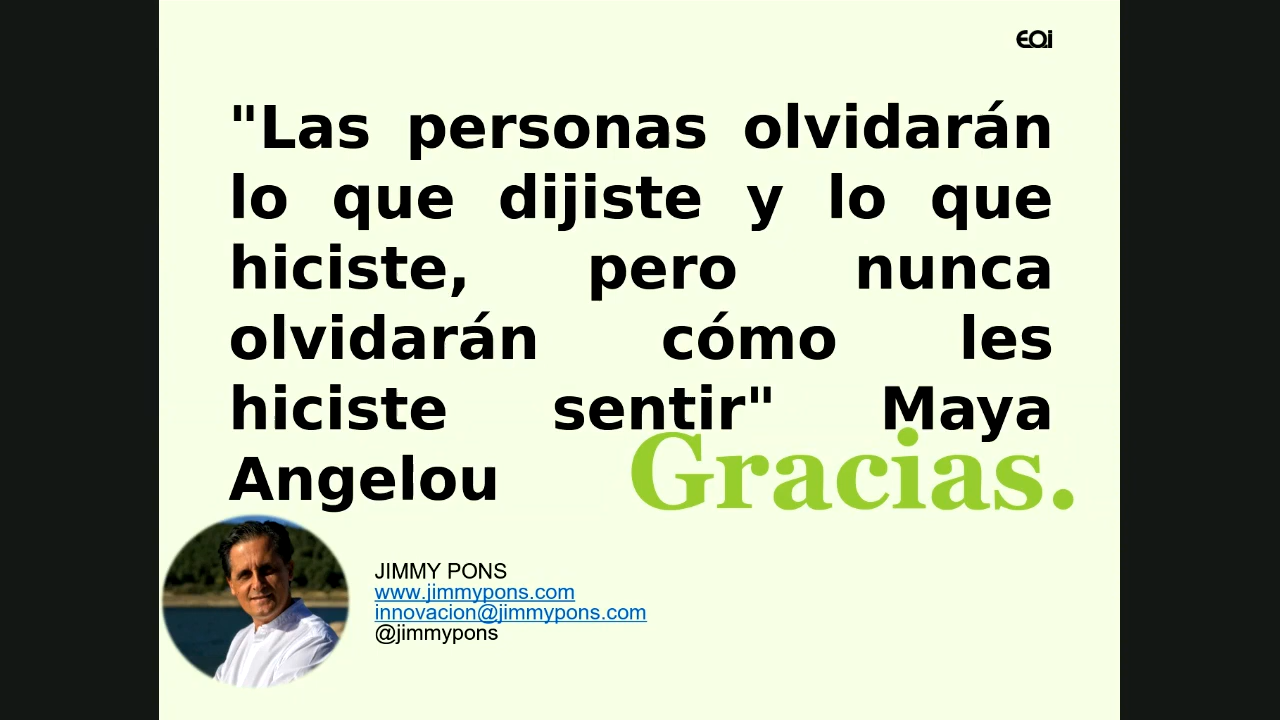 EOi
"Las personas olvidarán
lo que dijiste y lo que
hiciste, pero nunca
olvidarán cómo les
hiciste sentir" Maya
Angelou
Gracias.
JIMMY PONS
www.jimmypons.com
innovacion@jimmypons.com
@jimmypons